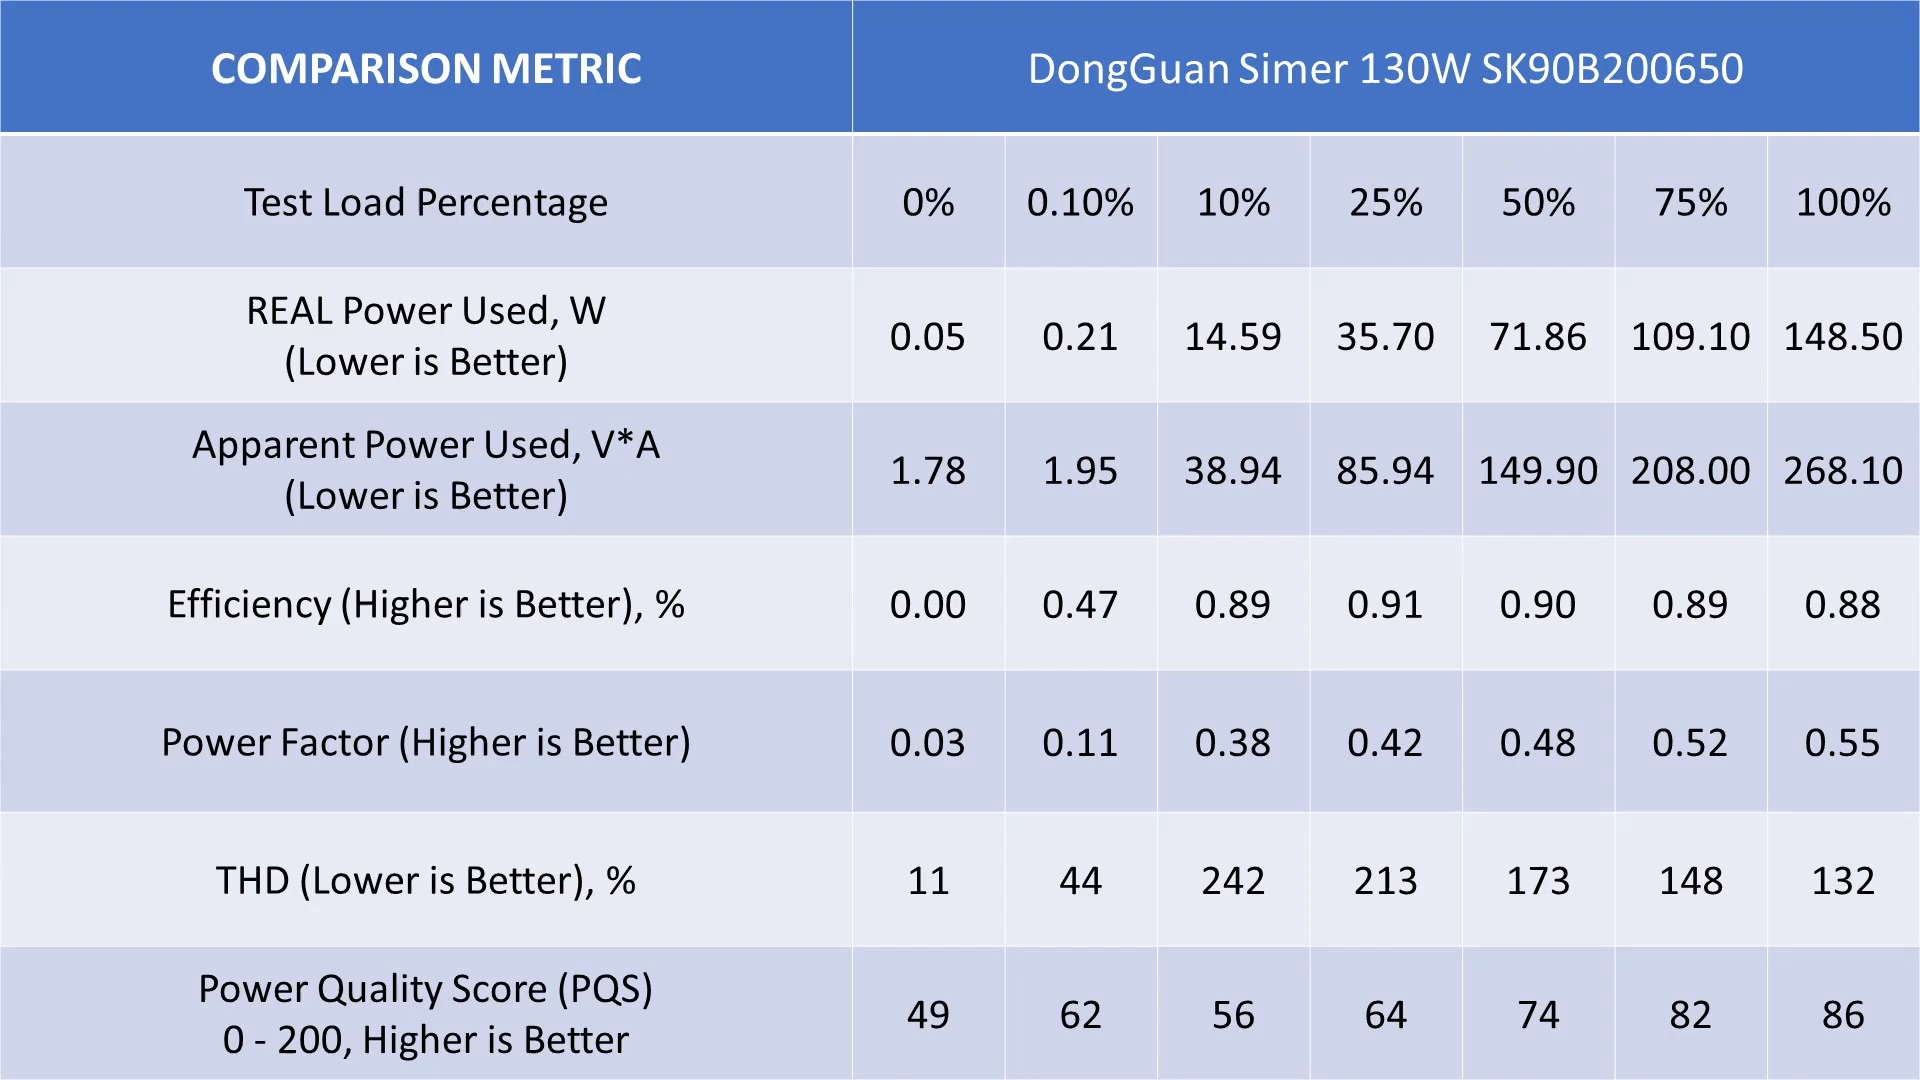 COMPARISON METRIC DongGuan Simer 130W SK90B200650
Test Load Percentage 0% 0.10% 10% 25% 50% 75% 100%
REAL Power Used, W
(Lower is Better) 0.05 0.21 14.59 35.70 71.86 109.10 148.50
Apparent Power Used, V*A
(Lower is Better) 1.78 1.95 38.94 85.94 149.90 208.00 268.10
Efficiency (Higher is Better), % 0.00 0.47 0.89 0.91 0.90 0.89 0.88
Power Factor (Higher is Better) 0.03 0.11 0.38 0.42 0.48 0.52 0.55
THD (Lower is Better), % 11 44 242 213 173 148 132
Power Quality Score (PQS)
0 - 200, Higher is Better 49 62 56 64 74 82 86